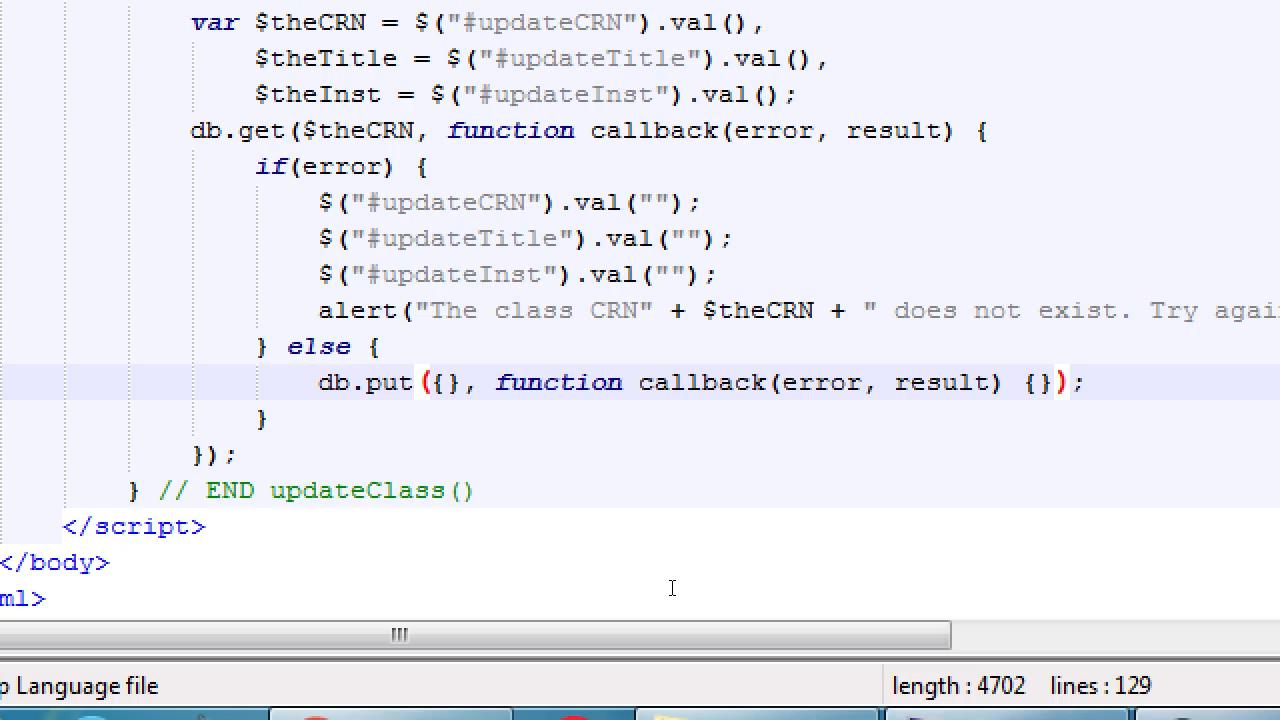 var $theCRN = $("#updateCRN").val(),
$theTitle = $("#updateTitle").val(),
$theInst = $("#updateInst").val();
db.get($theCRN, function callback(error, result) {
if(error) {
$("#updateCRN").val("");
$("#updateTitle").val("");
$("#updateInst").val("");
alert("The class CRN" + $theCRN + " does not exist. Try agai
} else {
db.put({}, function callback(error, result) {});
}
});
} // END updateClass()
</script>
</body>
ml>
p Language file length : 4702 lines : 129